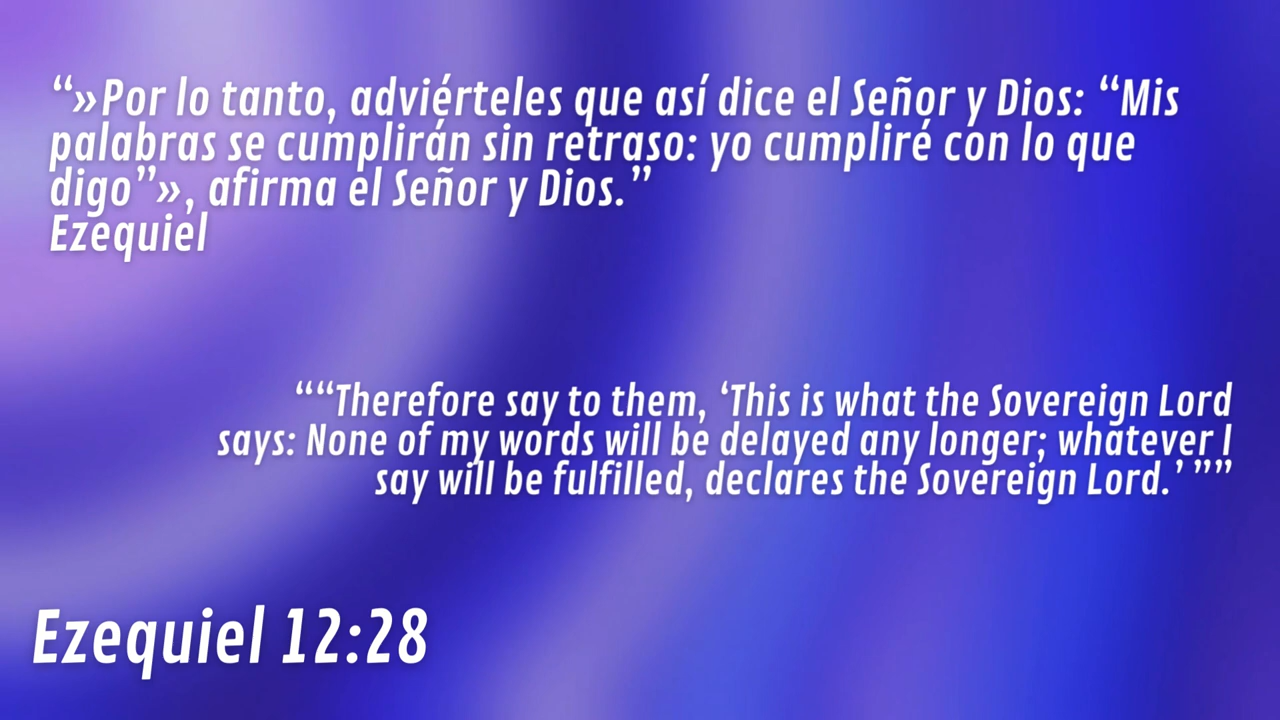 “»Por lo tanto, adviérteles que así dice el Señor y Dios: “Mis
palabras se cumplirán sin retraso: yo cumpliré con lo que
digo”», afirma el Señor y Dios.”
Ezequiel
““Therefore say to them, ‘This is what the Sovereign Lord
says: None of my words will be delayed any longer; whatever I
say will be fulfilled, declares the Sovereign Lord.’ ””
Ezequiel 12:28